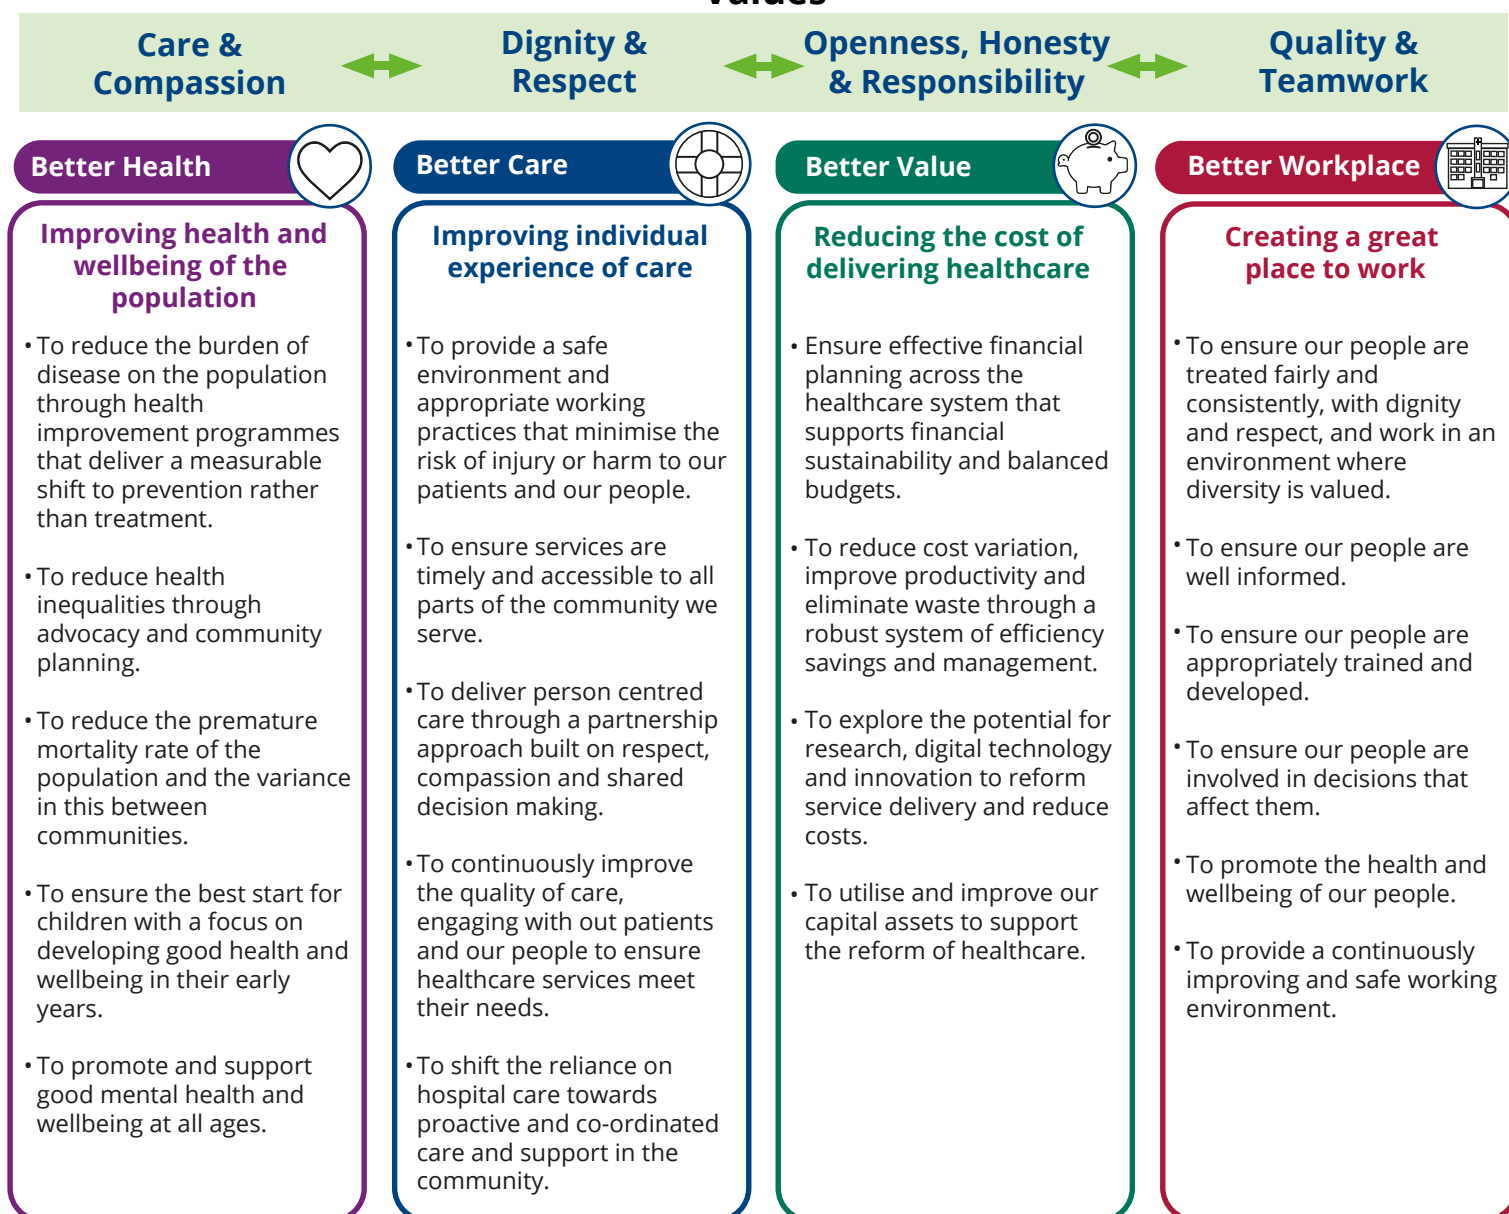 Values
Care &
Compassion
Dignity &
Respect
Openness, Honesty
& Responsibility
Quality &
Teamwork
Better Health
Improving health and
wellbeing of the
population
• To reduce the burden of
disease on the population
through health
improvement programmes
that deliver a measurable
shift to prevention rather
than treatment.
• To reduce health
inequalities through
advocacy and community
planning.
• To reduce the premature
mortality rate of the
population and the variance
in this between
communities.
• To ensure the best start for
children with a focus on
developing good health and
wellbeing in their early
years.
• To promote and support
good mental health and
wellbeing at all ages.
Better Care
Improving individual
experience of care
• To provide a safe
environment and
appropriate working
practices that minimise the
risk of injury or harm to our
patients and our people.
• To ensure services are
timely and accessible to all
parts of the community we
serve.
• To deliver person centred
care through a partnership
approach built on respect,
compassion and shared
decision making.
• To continuously improve
the quality of care,
engaging with out patients
and our people to ensure
healthcare services meet
their needs.
• To shift the reliance on
hospital care towards
proactive and co-ordinated
care and support in the
community.
Better Value
Reducing the cost of
delivering healthcare
• Ensure effective financial
planning across the
healthcare system that
supports financial
sustainability and balanced
budgets.
• To reduce cost variation,
improve productivity and
eliminate waste through a
robust system of efficiency
savings and management.
• To explore the potential for
research, digital technology
and innovation to reform
service delivery and reduce
costs.
• To utilise and improve our
capital assets to support
the reform of healthcare.
Better Workplace
Creating a great
place to work
• To ensure our people are
treated fairly and
consistently, with dignity
and respect, and work in an
environment where
diversity is valued.
• To ensure our people are
well informed.
• To ensure our people are
appropriately trained and
developed.
• To ensure our people are
involved in decisions that
affect them.
• To promote the health and
wellbeing of our people.
• To provide a continuously
improving and safe working
environment.